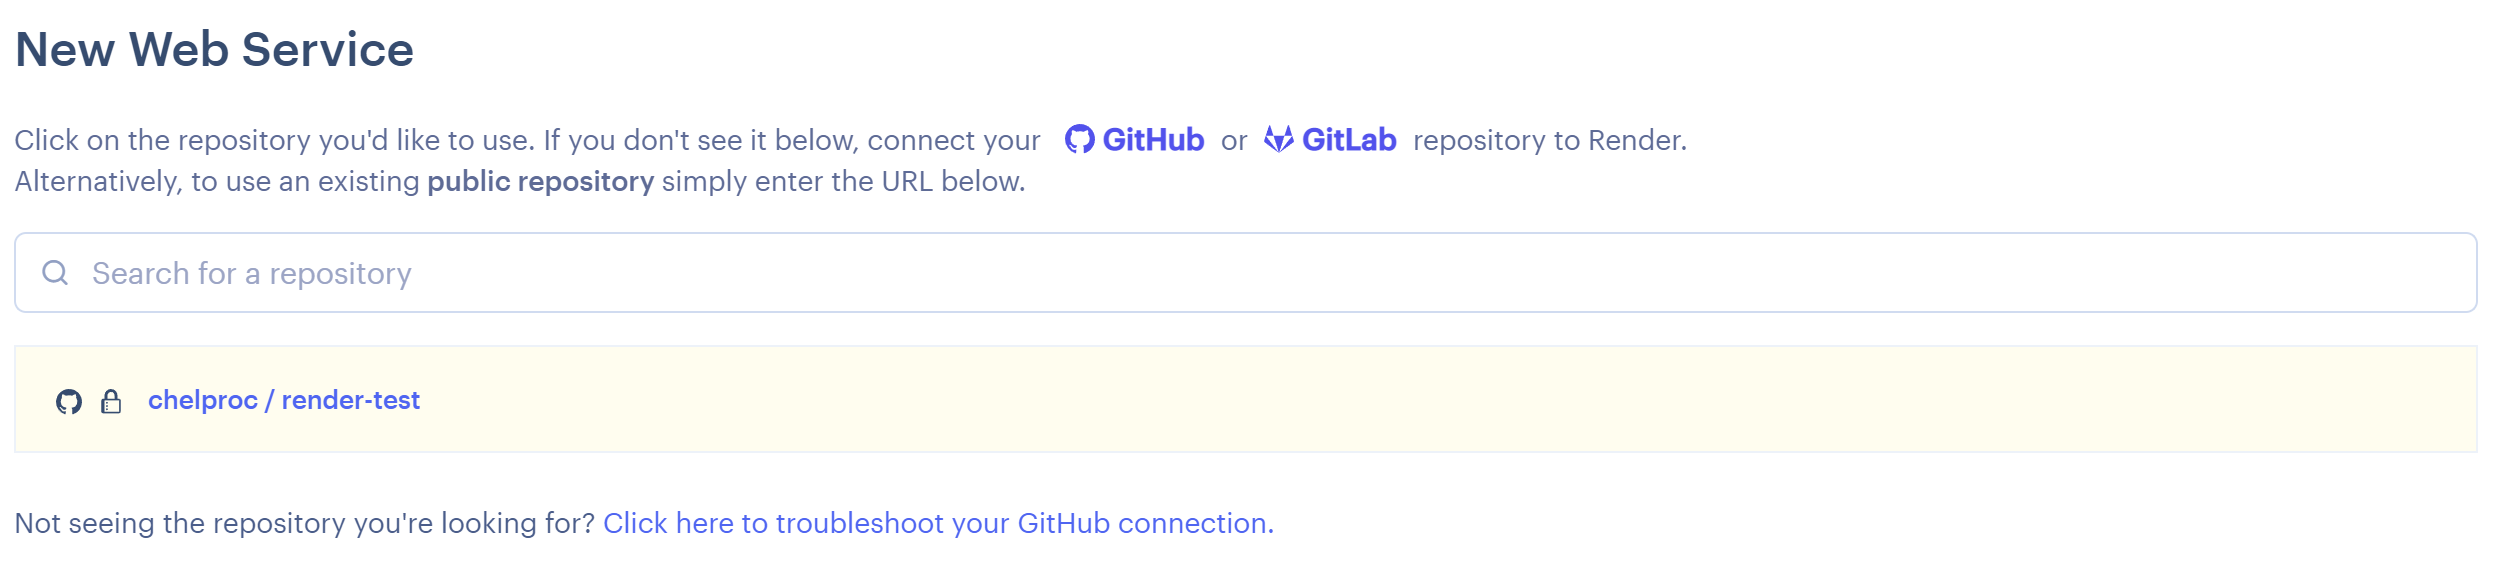 New Web Service
Click on the repository you'd like to use. If you don't see it below, connect your GitHub or GitLab repository to Render.
Alternatively, to use an existing public repository simply enter the URL below.
Search for a repository
chelproc / render-test
Not seeing the repository you're looking for? Click here to troubleshoot your GitHub connection.